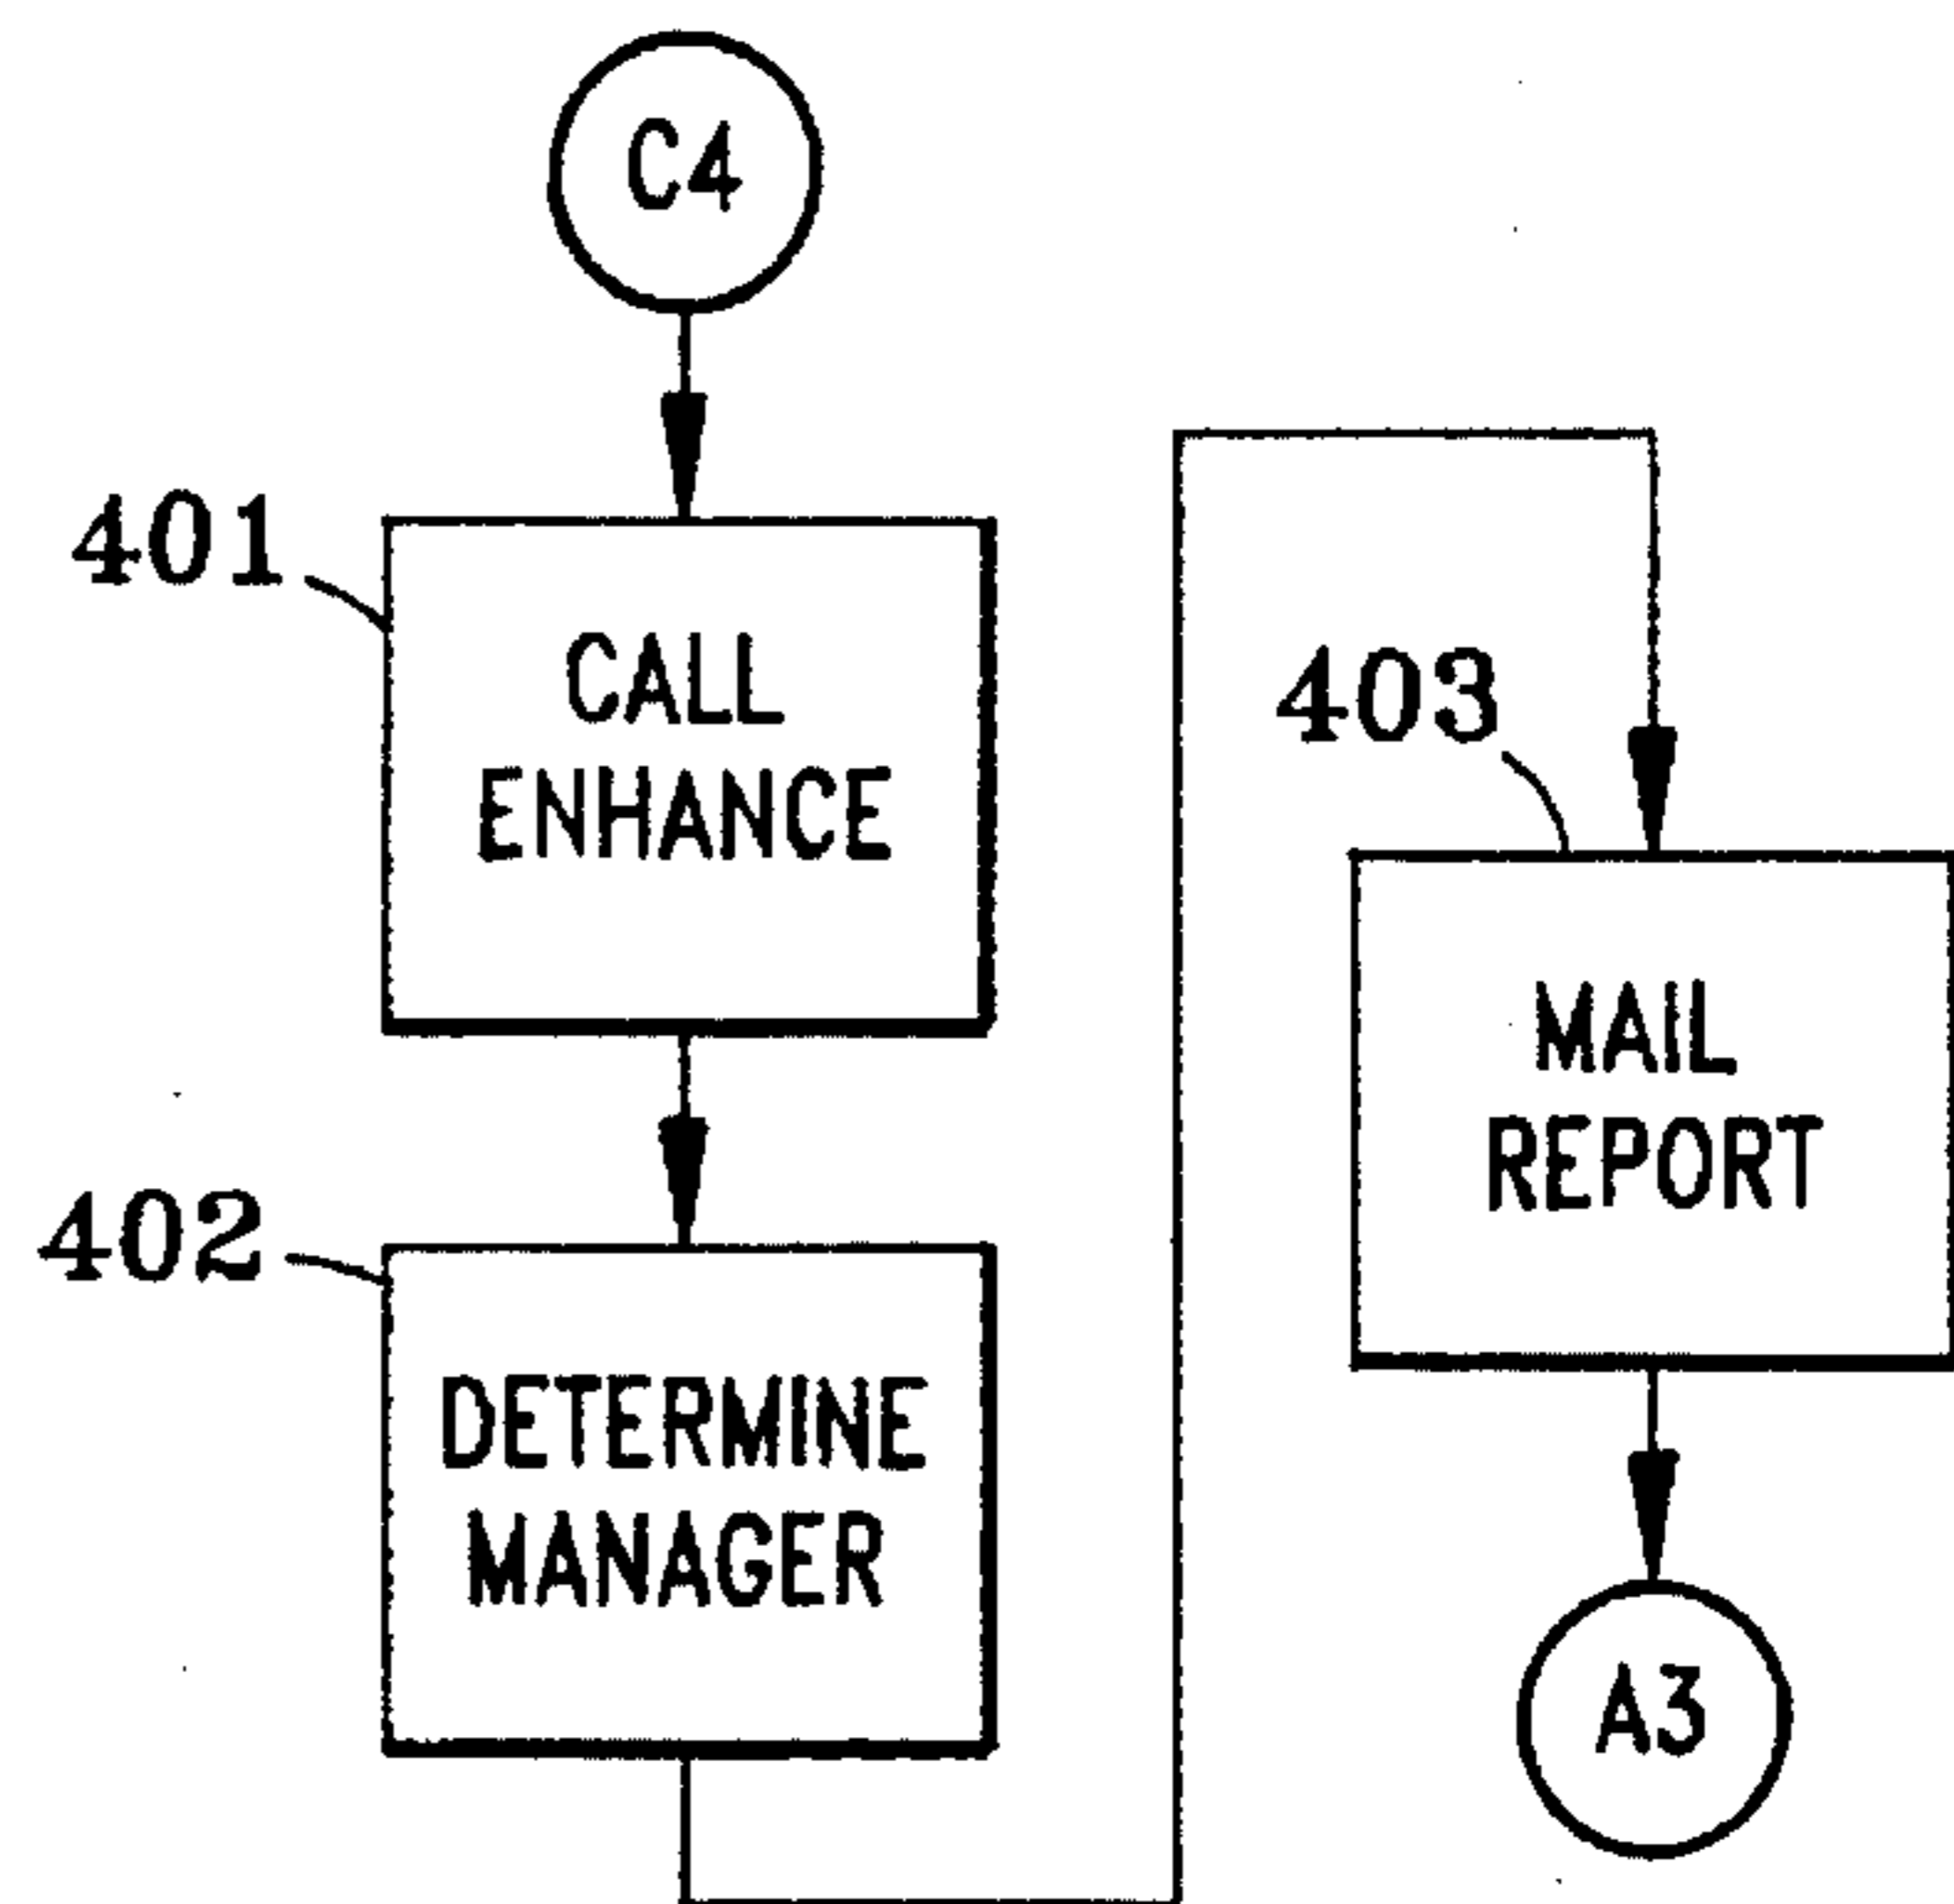 C4
401
CALL
ENHANCE
402
DETERMINE
MANAGER
403
MAIL
REPORT
A3